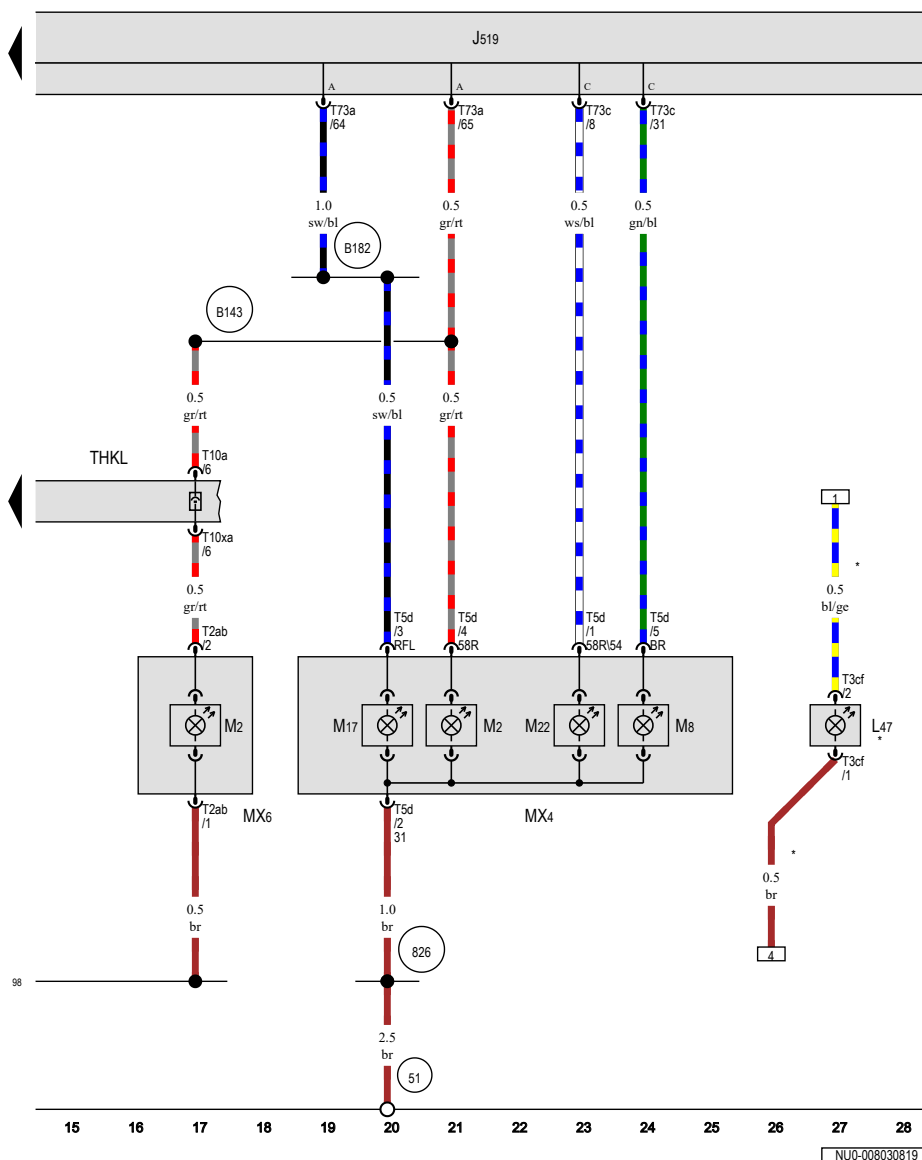 J519
A
A
C
C
T73a
/64
T73a
/65
T73c
/8
T73c
/31
1.0
sw/bl
0.5
gr/rt
0.5
ws/bl
0.5
gn/bl
B182
B143
0.5
gr/rt
0.5
sw/bl
0.5
gr/rt
THKL
T10a
/6
T10xa
/6
1
*
0.5
gr/rt
0.5
bl/ge
T2ab
/2
T5d
/3
RFL
T5d
/4
58R
T5d
/1
58R\54
T5d
/5
BR
T3cf
/2
M2
M17
M2
M22
M8
L47
*
T3cf
/1
T2ab
/1
MX6
T5d
/2
31
MX4
*
0.5
br
0.5
br
1.0
br
826
4
98
2.5
br
51
15 16 17 18 19 20 21 22 23 24 25 26 27 28
NU0-008030819